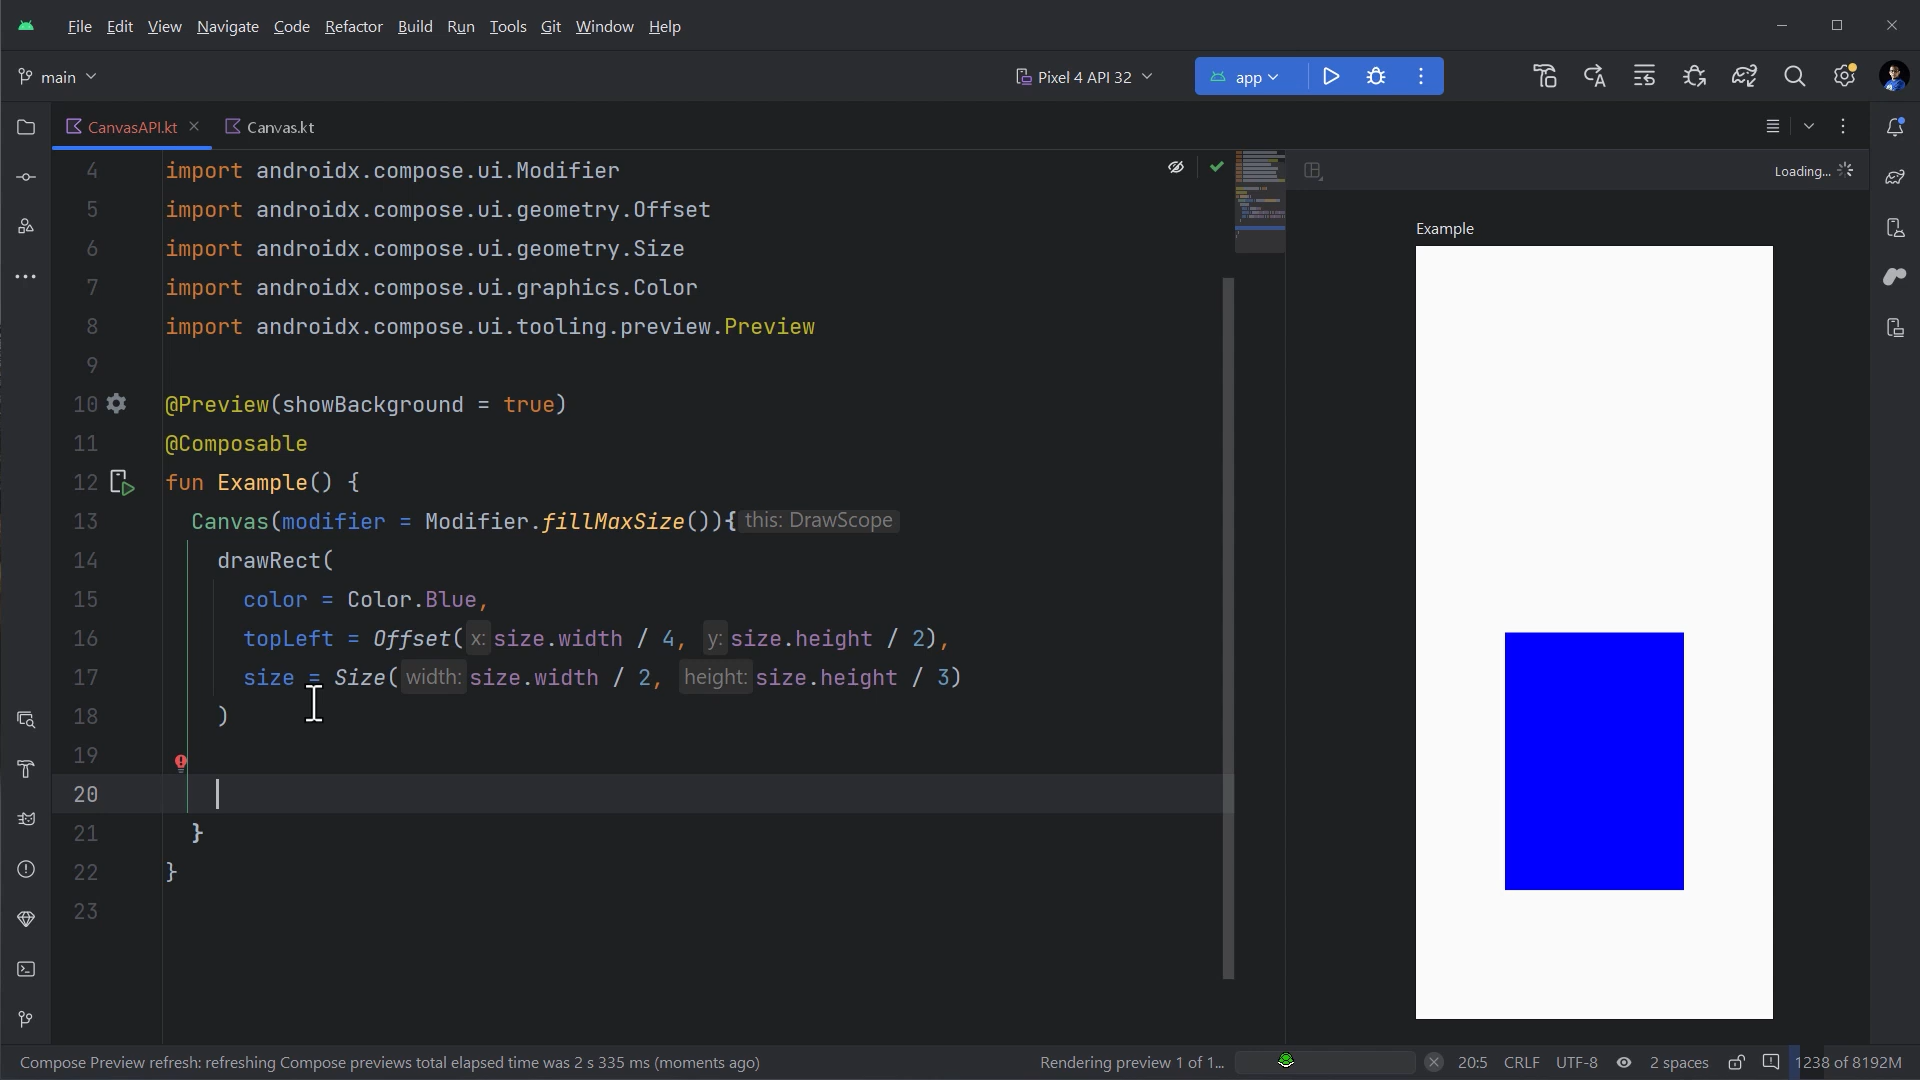 File Edit View Navigate Code Refactor Build Run Tools Git Window Help
main Pixel 4 API 32 app
CanvasAPI.kt Canvas.kt
4 import androidx.compose.ui.Modifier
5 import androidx.compose.ui.geometry.Offset
6 import androidx.compose.ui.geometry.Size
7 import androidx.compose.ui.graphics.Color
8 import androidx.compose.ui.tooling.preview.Preview
9
10 @Preview(showBackground = true)
11 @Composable
12 fun Example() {
13 Canvas(modifier = Modifier.fillMaxSize()){ this: DrawScope
14 drawRect(
15 color = Color.Blue,
16 topLeft = Offset( x: size.width / 4, y: size.height / 2),
17 size = Size( width: size.width / 2, height: size.height / 3)
18 )
19
20
21 }
22 }
23
Loading...
Example
Compose Preview refresh: refreshing Compose previews total elapsed time was 2 s 335 ms (moments ago) Rendering preview 1 of 1... 20:5 CRLF UTF-8 2 spaces 1238 of 8192M